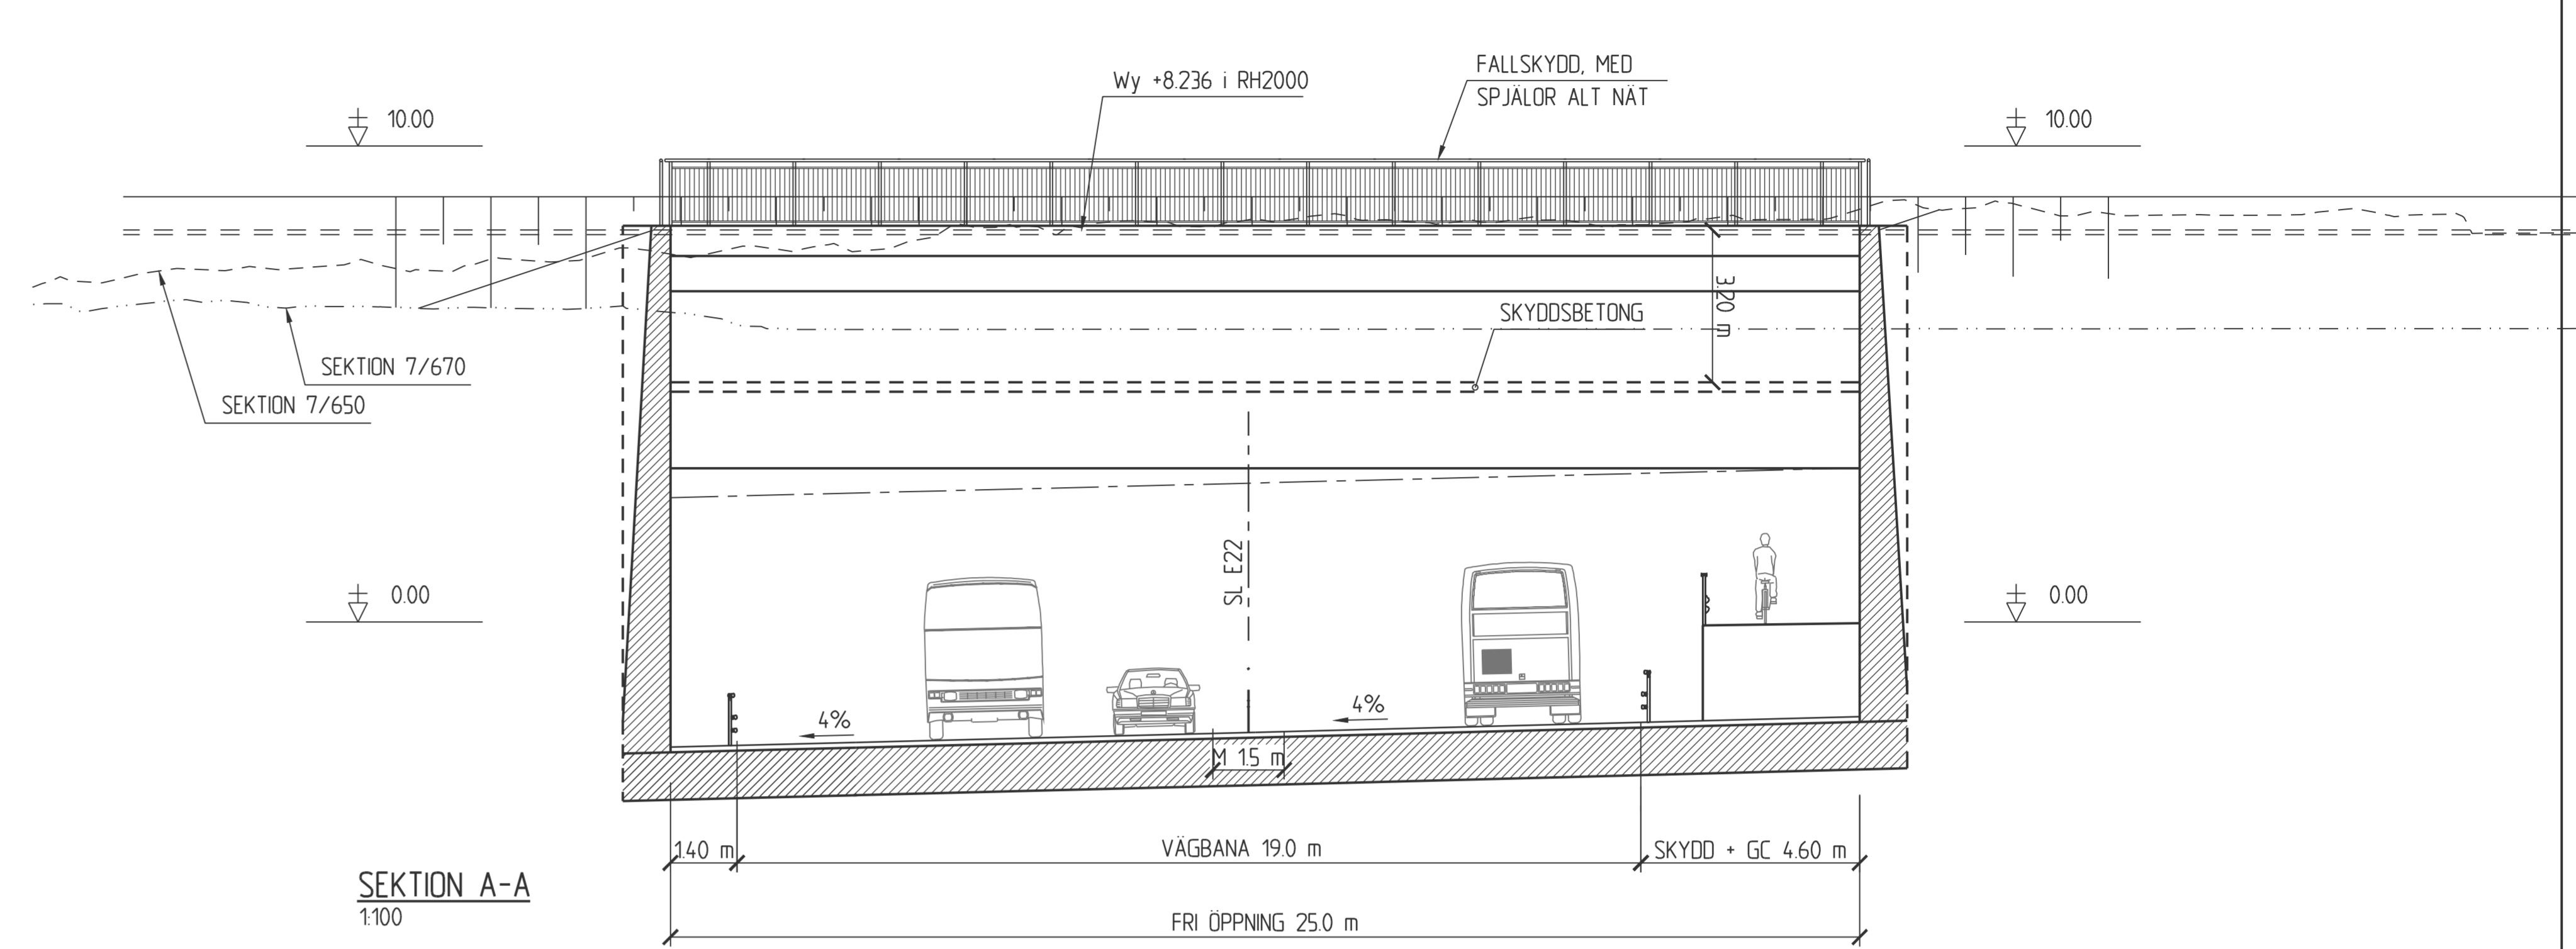 Wy +8.236 i RH2000
FALLSKYDD, MED
SPJÄLOR ALT NÄT
10.00
10.00
3.20 m
SKYDDSBETONG
SEKTION 7/670
SEKTION 7/650
SL E22
0.00
0.00
4%
4%
M 1.5 m
1.40 m
VÄGBANA 19.0 m
SKYDD + GC 4.60 m
SEKTION A-A
1:100
FRI ÖPPNING 25.0 m